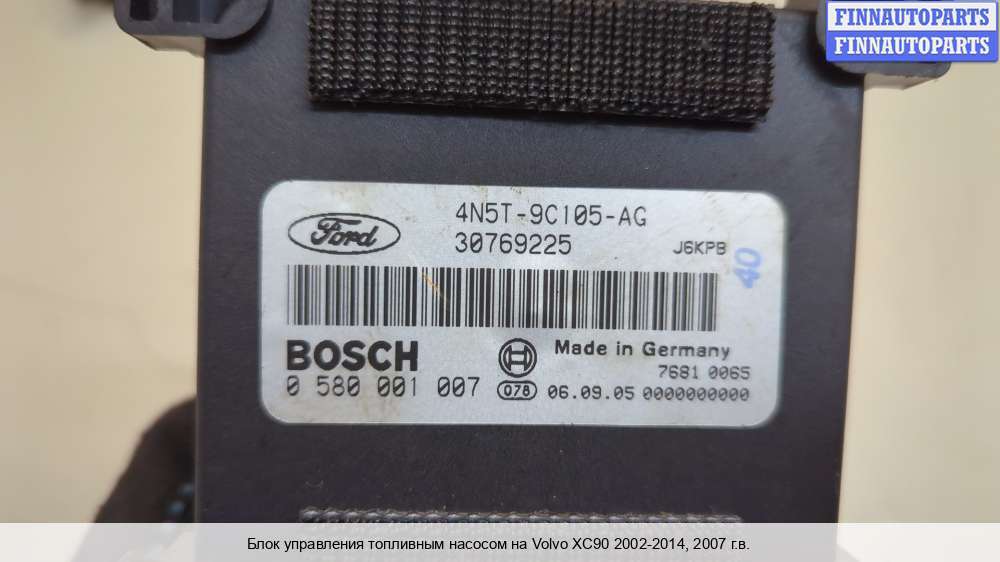 FINNAUTOPARTS
FINNAUTOPARTS
4N5T-9C105-AG
Ford
30769225
J6KPB
40
BOSCH
Made in Germany
7681 0065
0 580 001 007
Q78
06.09.05 0000000000
Блок управления топливным насосом на Volvo XC90 2002-2014, 2007 г.в.